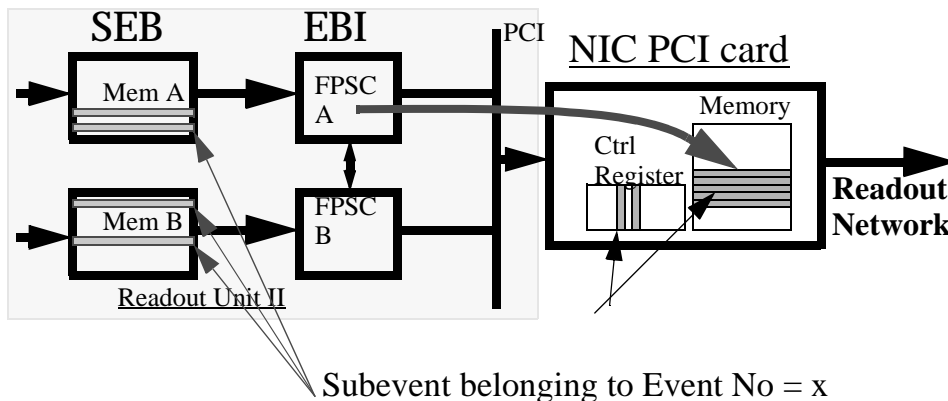 SEB
EBI
PCI
NIC PCI card
Mem A
FPSC
A
Memory
Ctrl
Register
Mem B
FPSC
B
Readout
Network
Readout Unit II
Subevent belonging to Event No = x